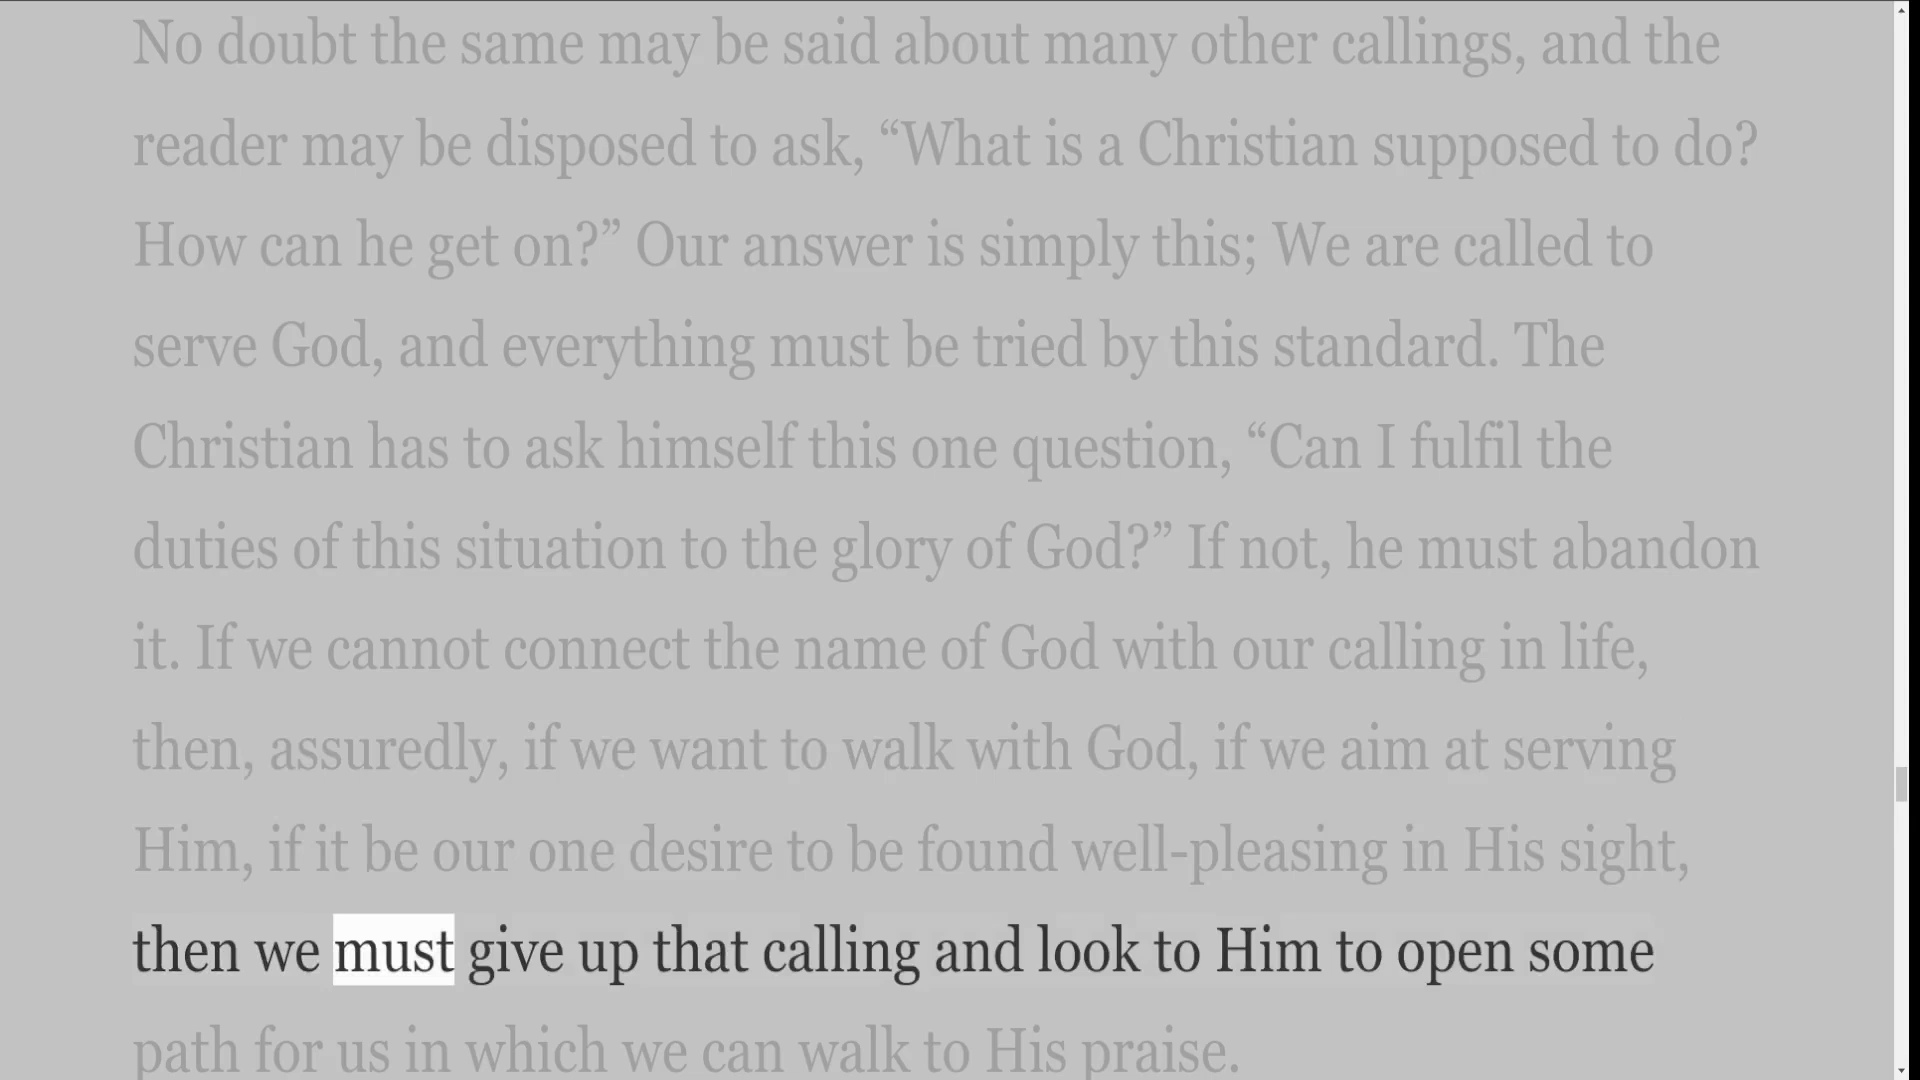 No doubt the same may be said about many other callings, and the
reader may be disposed to ask, “What is a Christian supposed to do?
How can he get on?” Our answer is simply this; We are called to
serve God, and everything must be tried by this standard. The
Christian has to ask himself this one question, “Can I fulfil the
duties of this situation to the glory of God?” If not, he must abandon
it. If we cannot connect the name of God with our calling in life,
then, assuredly, if we want to walk with God, if we aim at serving
Him, if it be our one desire to be found well-pleasing in His sight,
then we must give up that calling and look to Him to open some
path for us in which we can walk to His praise.